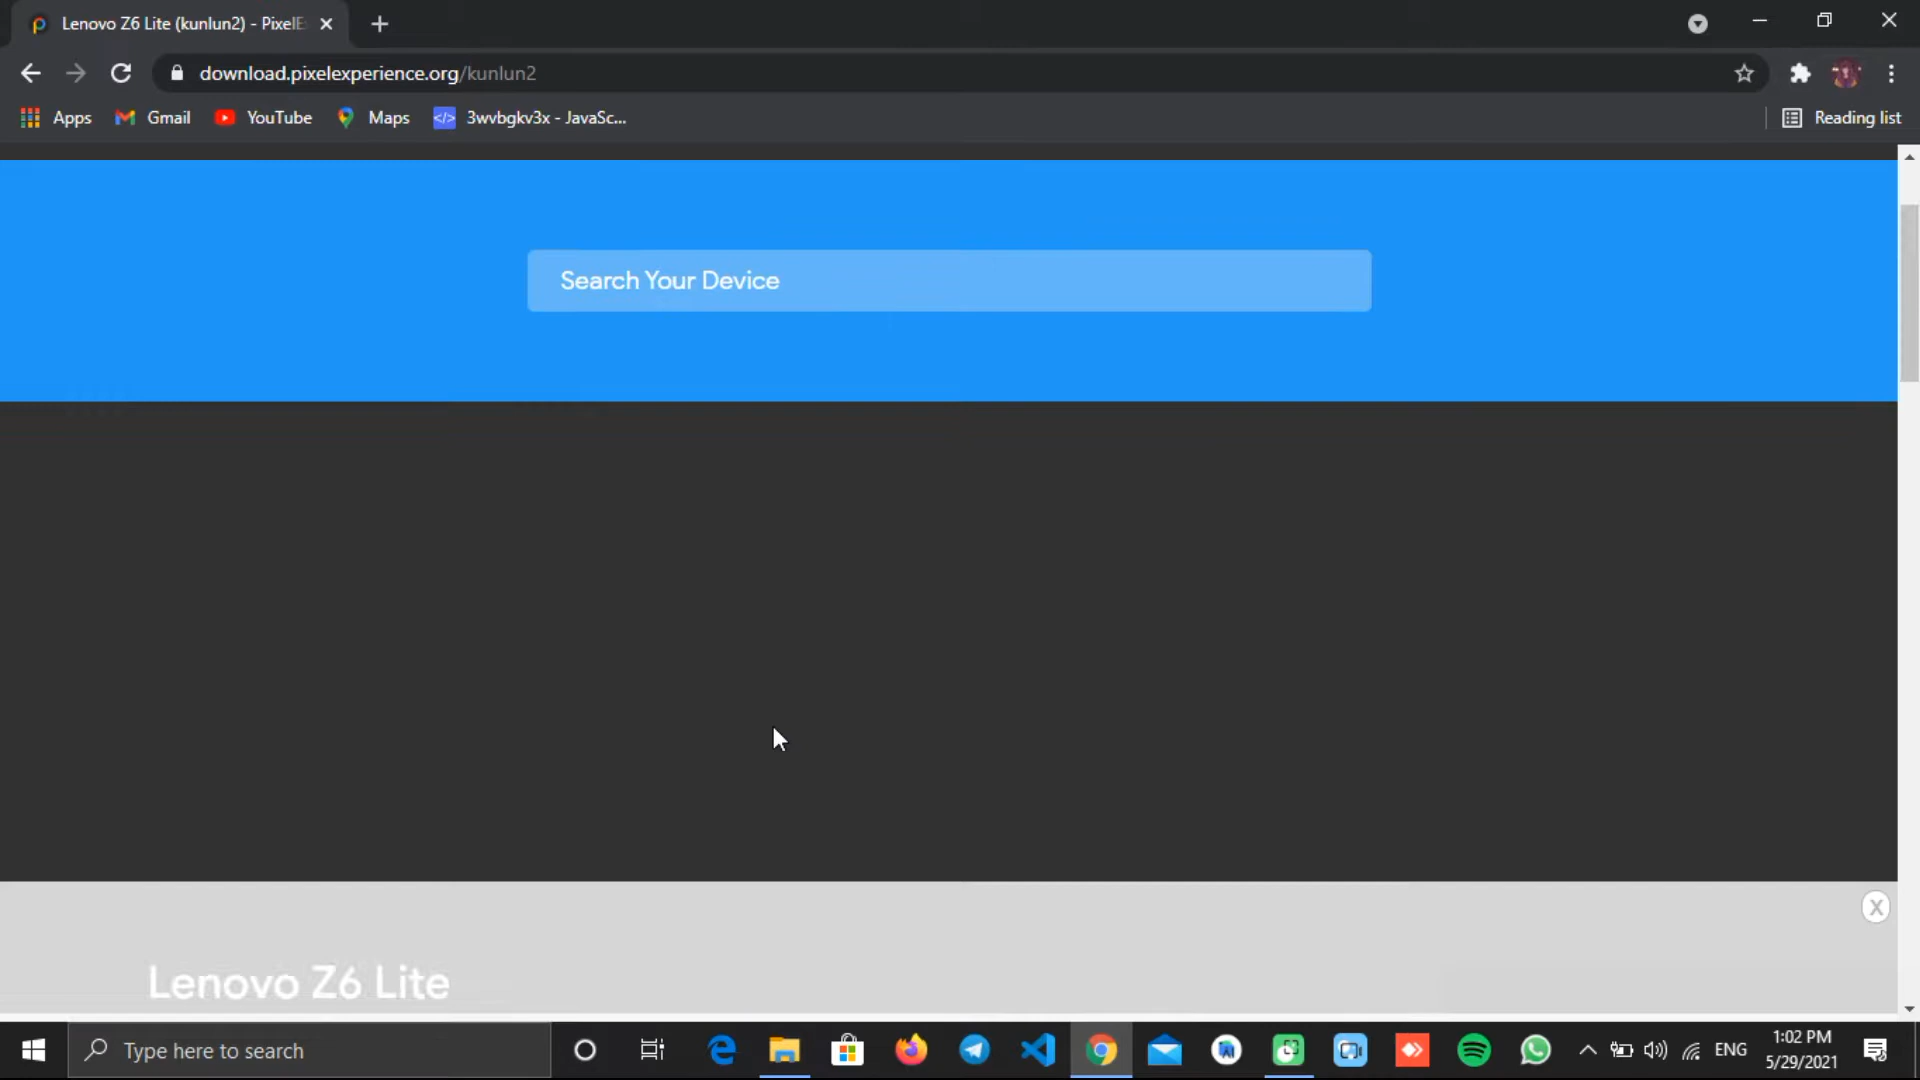 Lenovo Z6 Lite (kunlun2) - PixelE
download.pixelexperience.org/kunlun2
Apps
Gmail
YouTube
Maps
3wvbgkv3x - JavaSc...
Reading list
Search Your Device
X
Lenovo Z6 Lite
Type here to search
ENG
1:02 PM
5/29/2021